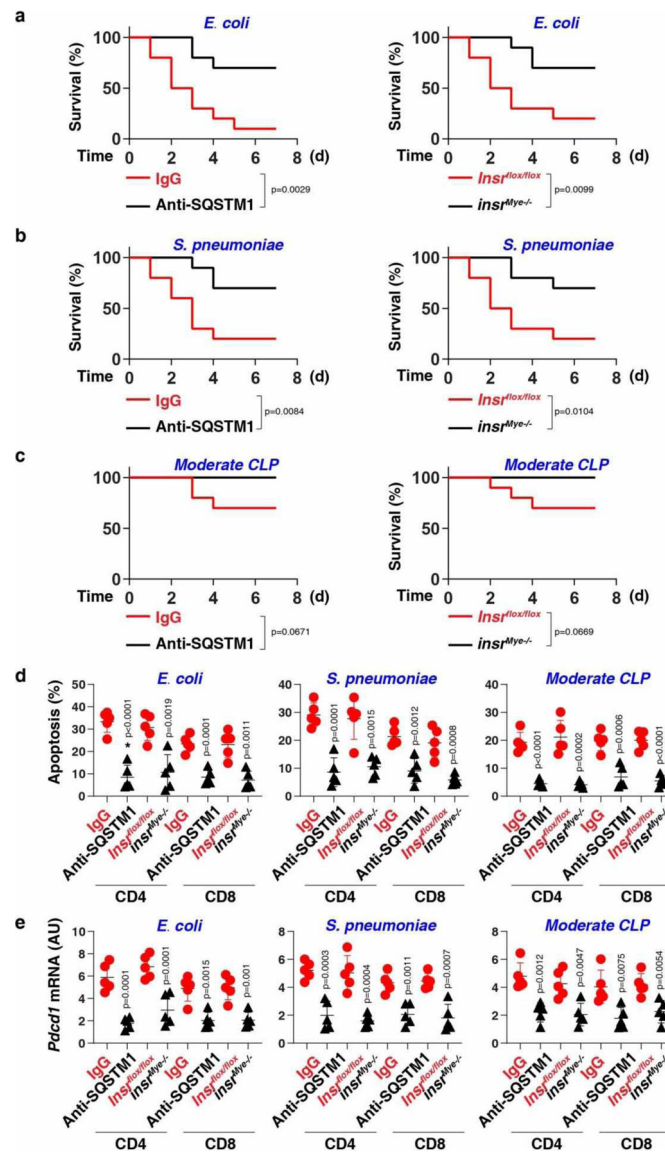 a
E. coli
E. coli
Survival (%)
100
50
0
Time
0 2 4 6 8 (d)
IgG
Anti-SQSTM1
p=0.0029
Survival (%)
100
50
0
Time
0 2 4 6 8 (d)
Insrflox/flox
insrMye-/-
p=0.0099
b
S. pneumoniae
S. pneumoniae
Survival (%)
100
50
0
Time
0 2 4 6 8 (d)
IgG
Anti-SQSTM1
p=0.0084
Survival (%)
100
50
0
Time
0 2 4 6 8 (d)
Insrflox/flox
insrMye-/-
p=0.0104
c
Moderate CLP
Moderate CLP
Survival (%)
100
50
0
Time
0 2 4 6 8 (d)
IgG
Anti-SQSTM1
p=0.0671
Survival (%)
100
50
0
Time
0 2 4 6 8 (d)
Insrflox/flox
insrMye-/-
p=0.0669
d
E. coli
S. pneumoniae
Moderate CLP
Apoptosis (%)
50
40
30
20
10
0
p<0.0001
*
p=0.0019
p=0.0001
p=0.0011
IgG
Anti-SQSTM1
Insrflox/flox
insrMye-/-
IgG
Anti-SQSTM1
Insrflox/flox
insrMye-/-
CD4
CD8
40
30
20
10
0
p=0.0001
p=0.0015
p=0.0012
p=0.0008
IgG
Anti-SQSTM1
Insrflox/flox
insrMye-/-
IgG
Anti-SQSTM1
Insrflox/flox
insrMye-/-
CD4
CD8
40
30
20
10
0
p<0.0001
p=0.0002
p=0.0006
p<0.0001
IgG
Anti-SQSTM1
Insrflox/flox
insrMye-/-
IgG
Anti-SQSTM1
Insrflox/flox
insrMye-/-
CD4
CD8
e
E. coli
S. pneumoniae
Moderate CLP
Pdcd1 mRNA (AU)
10
8
6
4
2
0
p=0.0001
p=0.0001
p=0.0015
p=0.001
IgG
Anti-SQSTM1
Insrflox/flox
insrMye-/-
IgG
Anti-SQSTM1
Insrflox/flox
insrMye-/-
CD4
CD8
8
6
4
2
0
p=0.0003
p=0.0004
p=0.0011
p=0.0007
IgG
Anti-SQSTM1
Insrflox/flox
insrMye-/-
IgG
Anti-SQSTM1
Insrflox/flox
insrMye-/-
CD4
CD8
8
6
4
2
0
p=0.0012
p=0.0047
p=0.0075
p=0.0054
IgG
Anti-SQSTM1
Insrflox/flox
insrMye-/-
IgG
Anti-SQSTM1
Insrflox/flox
insrMye-/-
CD4
CD8